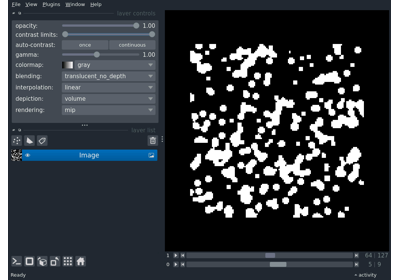 File View Plugins Window Help
layer controls
opacity: 1.00
contrast limits:
auto-contrast: once continuous
gamma: 1.00
colormap: gray
blending: translucent_no_depth
interpolation: linear
depiction: volume
rendering: mip
layer list
Image
1 64 127
0 5 9
Ready activity